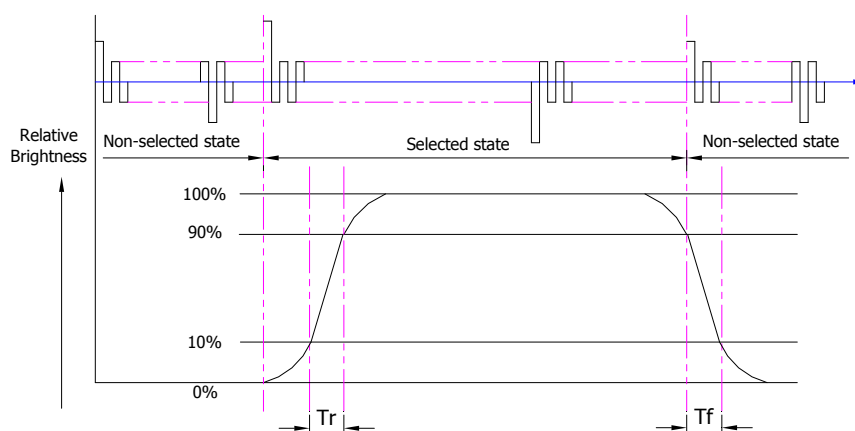 Relative
Brightness
Non-selected state
Selected state
Non-selected state
100%
90%
10%
0%
Tr
Tf